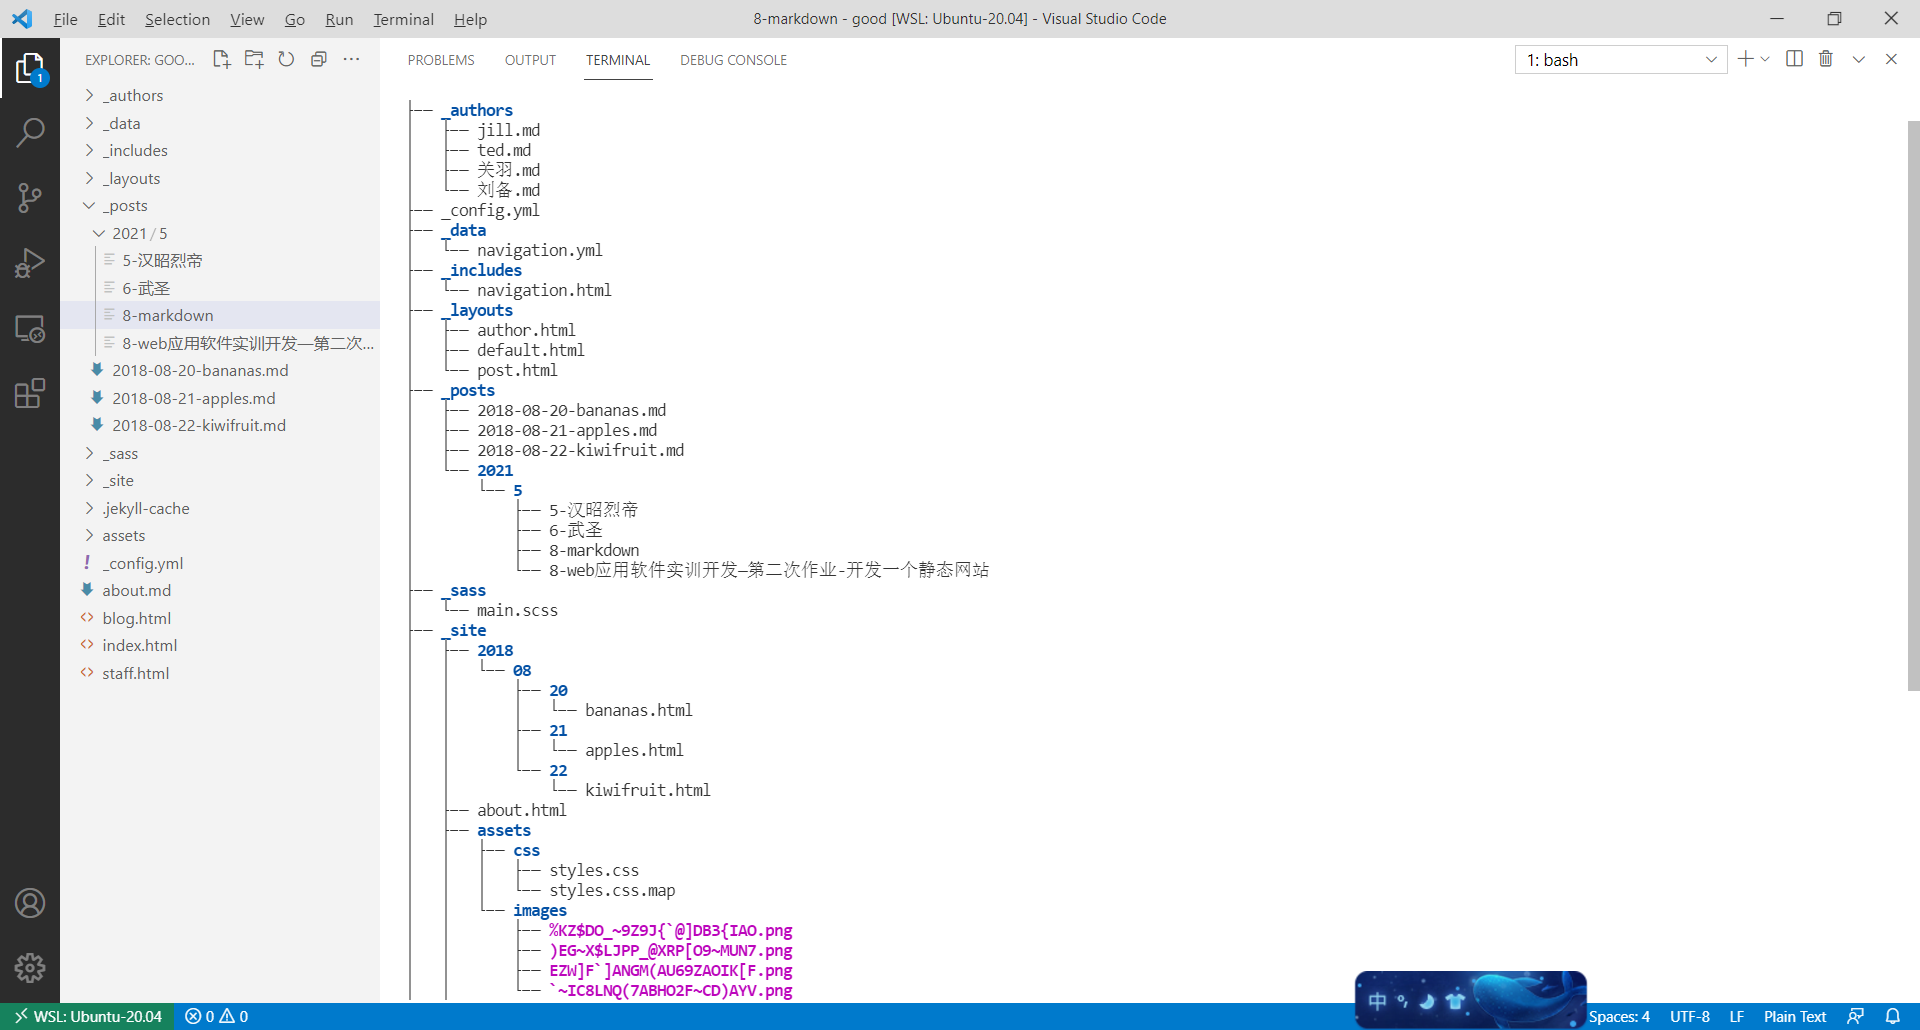 File Edit Selection View Go Run Terminal Help
8-markdown - good [WSL: Ubuntu-20.04] - Visual Studio Code
EXPLORER: GOO...
1
_authors
_data
_includes
_layouts
_posts
2021 / 5
5-汉昭烈帝
6-武圣
8-markdown
8-web应用软件实训开发—第二次...
2018-08-20-bananas.md
2018-08-21-apples.md
2018-08-22-kiwifruit.md
_sass
_site
.jekyll-cache
assets
_config.yml
about.md
blog.html
index.html
staff.html
PROBLEMS OUTPUT TERMINAL DEBUG CONSOLE
1: bash
├── _authors
│   ├── jill.md
│   ├── ted.md
│   ├── 关羽.md
│   └── 刘备.md
├── _config.yml
├── _data
│   └── navigation.yml
├── _includes
│   └── navigation.html
├── _layouts
│   ├── author.html
│   ├── default.html
│   └── post.html
├── _posts
│   ├── 2018-08-20-bananas.md
│   ├── 2018-08-21-apples.md
│   ├── 2018-08-22-kiwifruit.md
│   └── 2021
│       └── 5
│           ├── 5-汉昭烈帝
│           ├── 6-武圣
│           ├── 8-markdown
│           └── 8-web应用软件实训开发—第二次作业-开发一个静态网站
├── _sass
│   └── main.scss
├── _site
│   ├── 2018
│   │   └── 08
│   │       ├── 20
│   │       │   └── bananas.html
│   │       ├── 21
│   │       │   └── apples.html
│   │       └── 22
│   │           └── kiwifruit.html
│   ├── about.html
│   ├── assets
│   │   ├── css
│   │   │   ├── styles.css
│   │   │   └── styles.css.map
│   │   └── images
│   │       ├── %KZ$DO_~9Z9J{`@]DB3{IAO.png
│   │       ├── )EG~X$LJPP_@XRP[O9~MUN7.png
│   │       ├── EZW]F`]ANGM(AU69ZAOIK[F.png
│   │       └── `~IC8LNQ(7ABHO2F~CD)AYV.png
中
WSL: Ubuntu-20.04 0 0
Spaces: 4 UTF-8 LF Plain Text